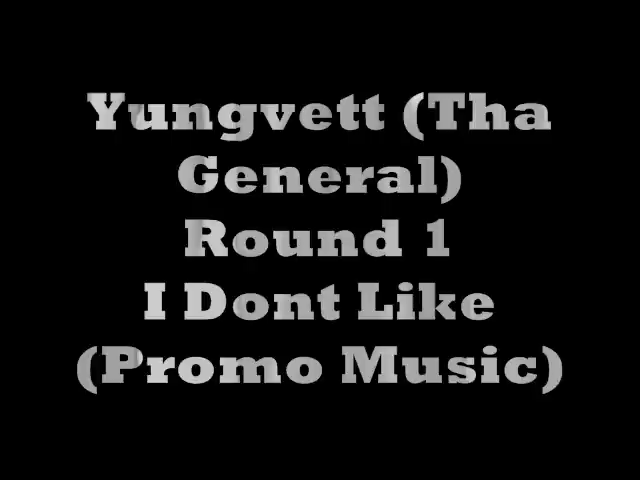 Yungvett (Tha
General)
Round 1
I Dont Like
(Promo Music)